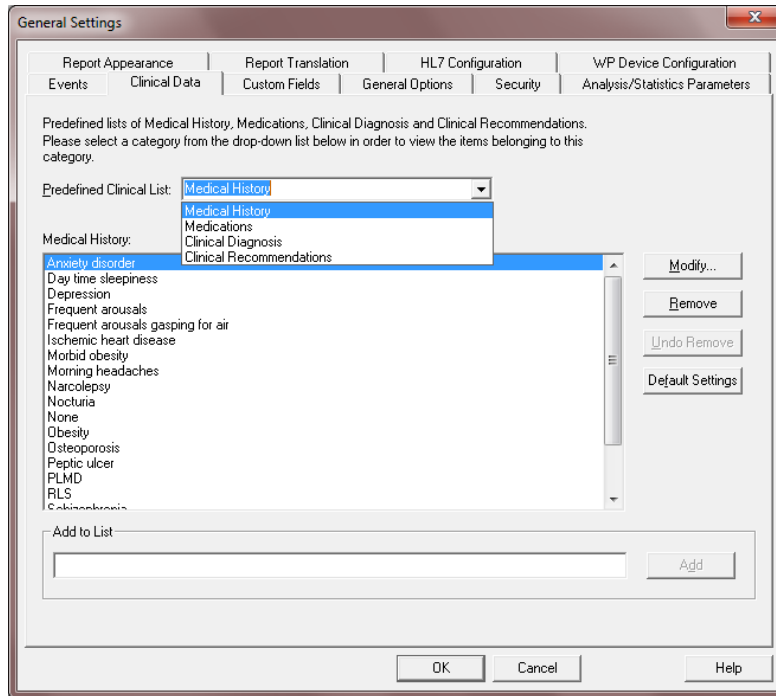 General Settings
Report Appearance
Report Translation
HL7 Configuration
WP Device Configuration
Events
Clinical Data
Custom Fields
General Options
Security
Analysis/Statistics Parameters
Predefined lists of Medical History, Medications, Clinical Diagnosis and Clinical Recommendations.
Please select a category from the drop-down list below in order to view the items belonging to this
category.
Predefined Clinical List: Medical History
Medical History
Medications
Clinical Diagnosis
Clinical Recommendations
Medical History:
Anxiety disorder
Day time sleepiness
Depression
Frequent arousals
Frequent arousals gasping for air
Ischemic heart disease
Morbid obesity
Morning headaches
Narcolepsy
Nocturia
None
Obesity
Osteoporosis
Peptic ulcer
PLMD
RLS
Schizophrenia
Modify...
Remove
Undo Remove
Default Settings
Add to List
Add
OK
Cancel
Help